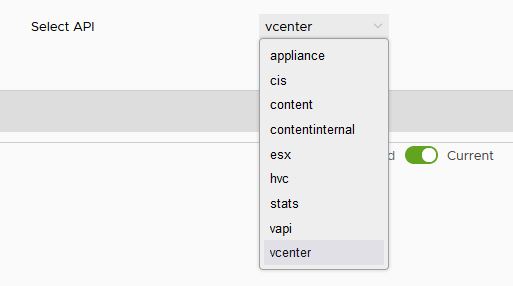 Select API
vcenter
appliance
cis
content
contentinternal
esx
hvc
stats
vapi
vcenter
Current